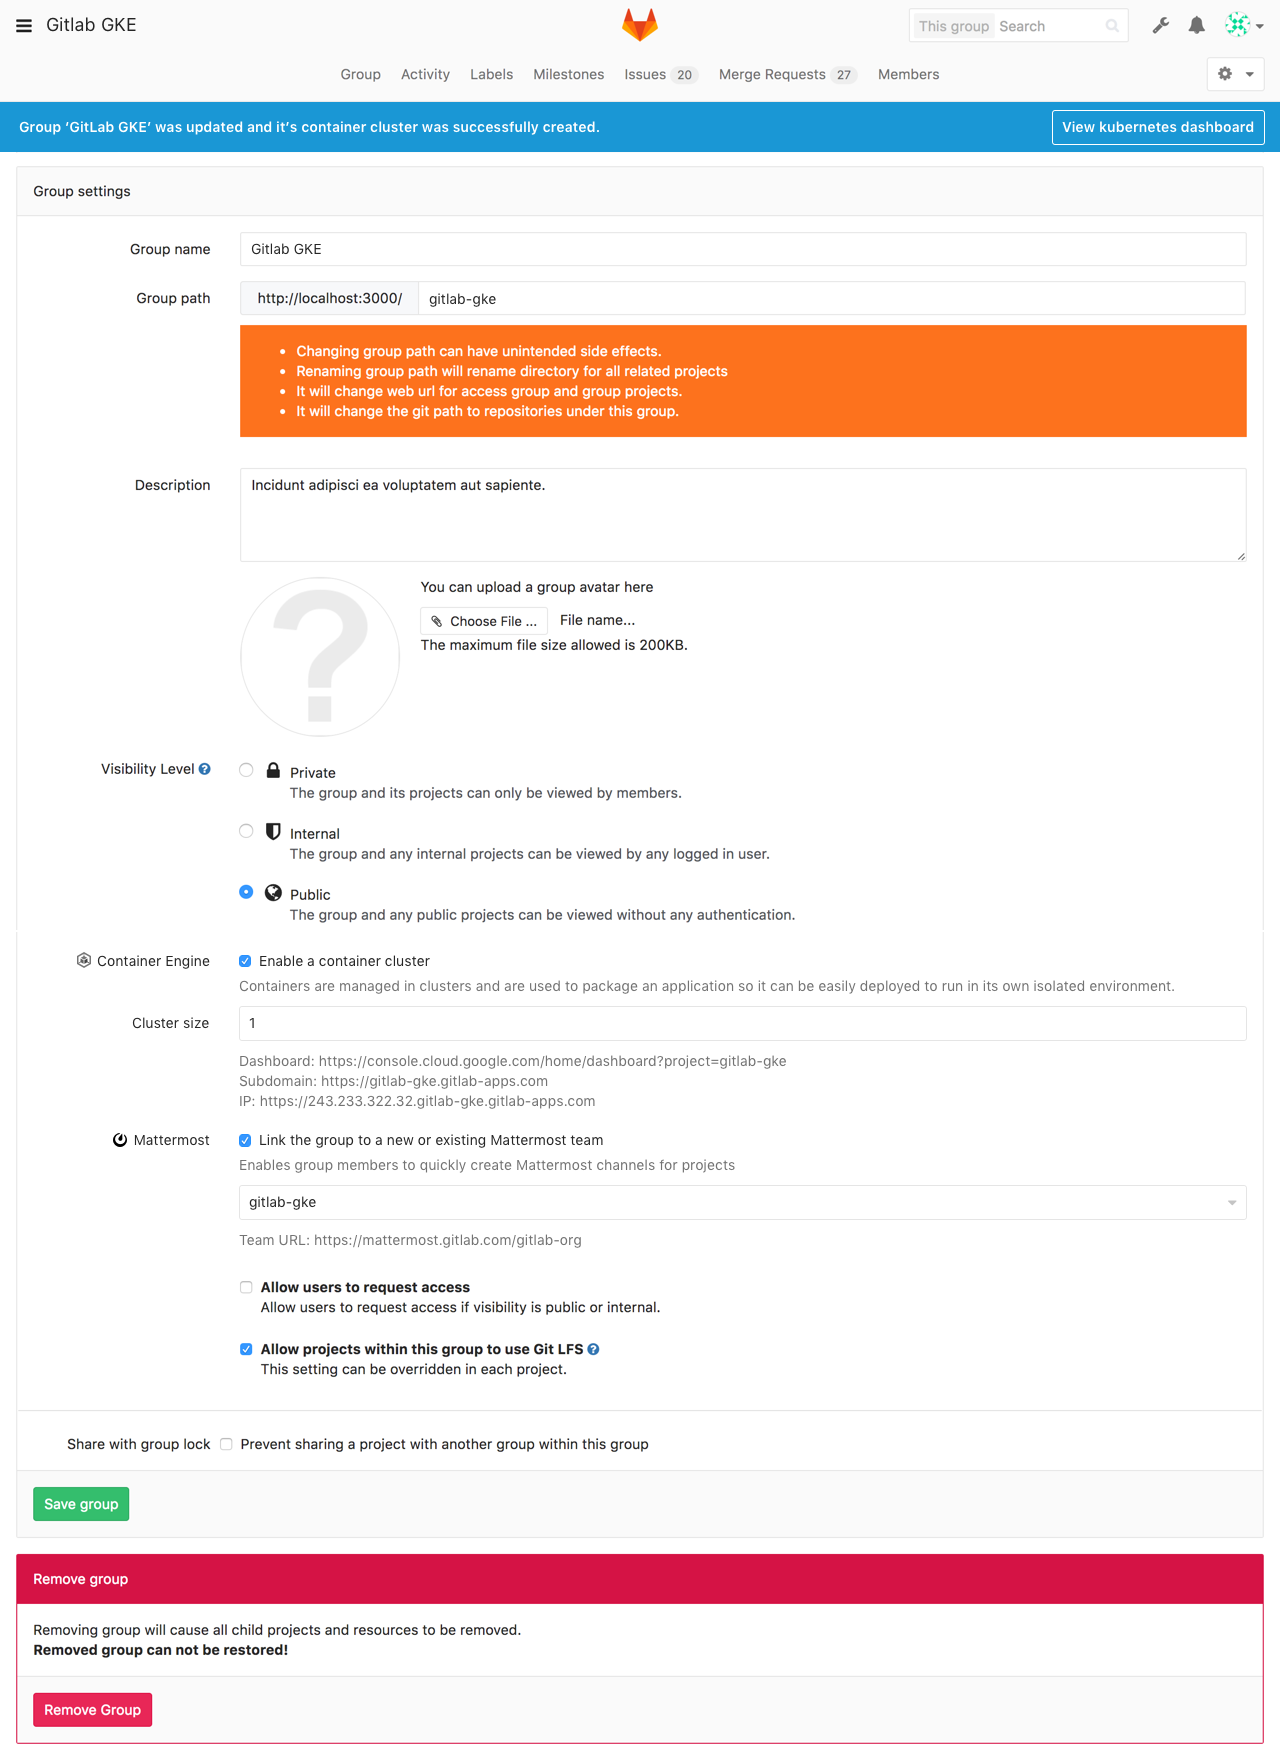 Gitlab GKE
This group Search
Group Activity Labels Milestones Issues 20 Merge Requests 27 Members
Group ‘GitLab GKE’ was updated and it’s container cluster was successfully created.
View kubernetes dashboard
Group settings
Group name Gitlab GKE
Group path http://localhost:3000/ gitlab-gke
• Changing group path can have unintended side effects.
• Renaming group path will rename directory for all related projects
• It will change web url for access group and group projects.
• It will change the git path to repositories under this group.
Description Incidunt adipisci ea voluptatem aut sapiente.
You can upload a group avatar here
Choose File ... File name...
The maximum file size allowed is 200KB.
Visibility Level
Private
The group and its projects can only be viewed by members.
Internal
The group and any internal projects can be viewed by any logged in user.
Public
The group and any public projects can be viewed without any authentication.
Container Engine Enable a container cluster
Containers are managed in clusters and are used to package an application so it can be easily deployed to run in its own isolated environment.
Cluster size 1
Dashboard: https://console.cloud.google.com/home/dashboard?project=gitlab-gke
Subdomain: https://gitlab-gke.gitlab-apps.com
IP: https://243.233.322.32.gitlab-gke.gitlab-apps.com
Mattermost Link the group to a new or existing Mattermost team
Enables group members to quickly create Mattermost channels for projects
gitlab-gke
Team URL: https://mattermost.gitlab.com/gitlab-org
Allow users to request access
Allow users to request access if visibility is public or internal.
Allow projects within this group to use Git LFS
This setting can be overridden in each project.
Share with group lock Prevent sharing a project with another group within this group
Save group
Remove group
Removing group will cause all child projects and resources to be removed.
Removed group can not be restored!
Remove Group